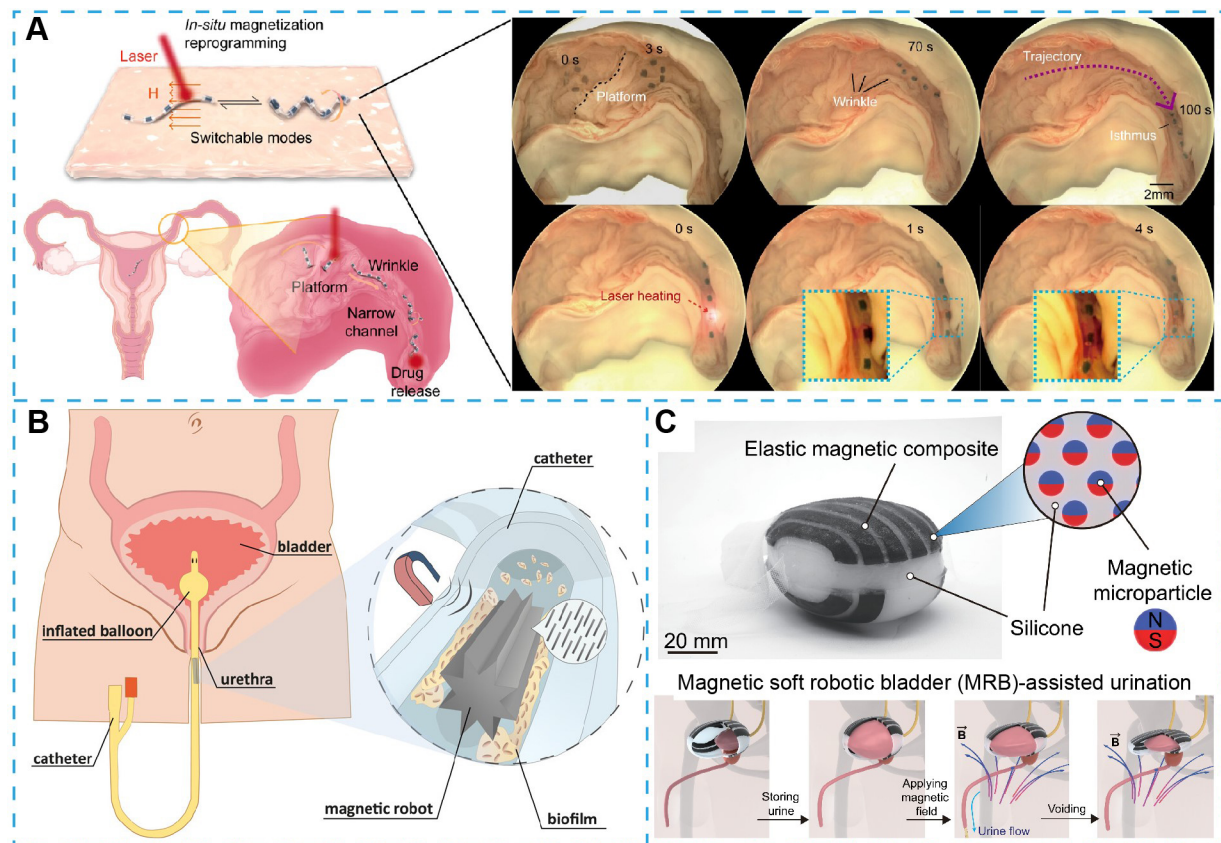 A
In-situ magnetization
reprogramming
Laser
H
Switchable modes
Platform
Wrinkle
Narrow
channel
Drug
release
0 s
3 s
Platform
70 s
Wrinkle
Trajectory
100 s
Isthmus
2mm
0 s
Laser heating
1 s
4 s
B
bladder
inflated balloon
urethra
catheter
catheter
magnetic robot
biofilm
C
Elastic magnetic composite
Magnetic
microparticle
N
S
Silicone
20 mm
Magnetic soft robotic bladder (MRB)-assisted urination
Storing
urine
Applying
magnetic
field
B
Urine flow
Voiding
B